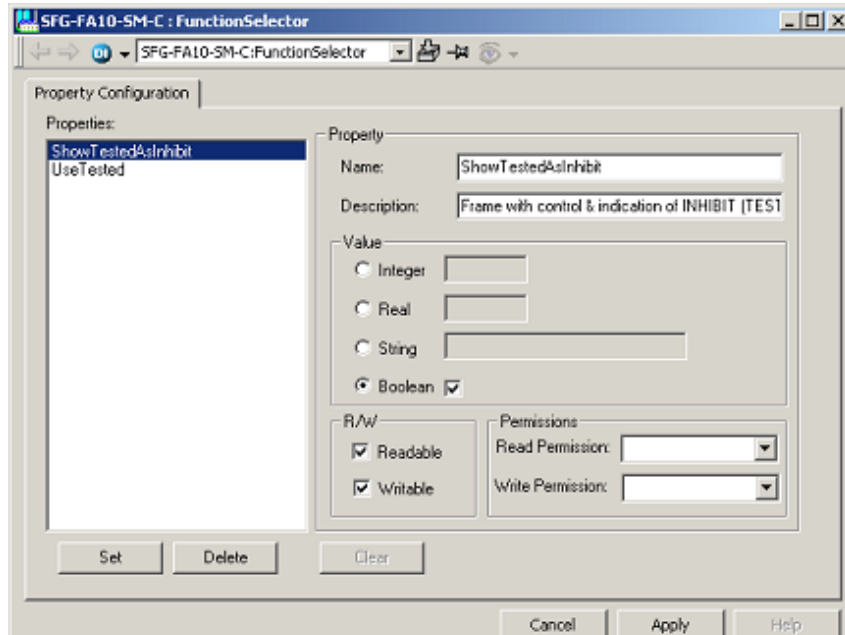 SFG-FA10-SM-C : FunctionSelector
DI
SFG-FA10-SM-C:FunctionSelector
Property Configuration
Properties:
ShowTestedAsInhibit
UseTested
Property
Name:
ShowTestedAsInhibit
Description:
Frame with control & indication of INHIBIT (TEST
Value
Integer
Real
String
Boolean
R/W
Readable
Writable
Permissions
Read Permission:
Write Permission:
Set
Delete
Clear
Cancel
Apply
Help